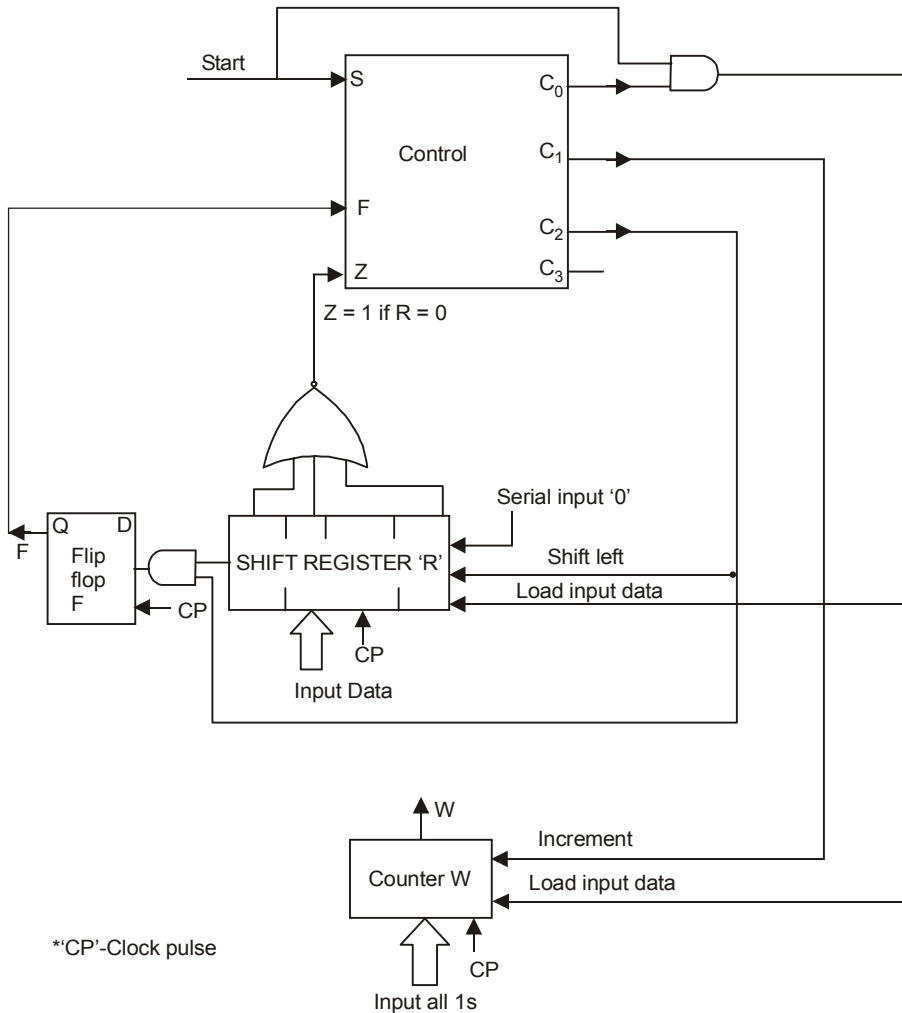 Start
S
C0
Control
C1
F
C2
Z
C3
Z = 1 if R = 0
Serial input ‘0’
Q D
F
Flip
flop
F
SHIFT REGISTER ‘R’
Shift left
Load input data
CP
CP
Input Data
W
Increment
Counter W
Load input data
*‘CP’-Clock pulse
CP
Input all 1s